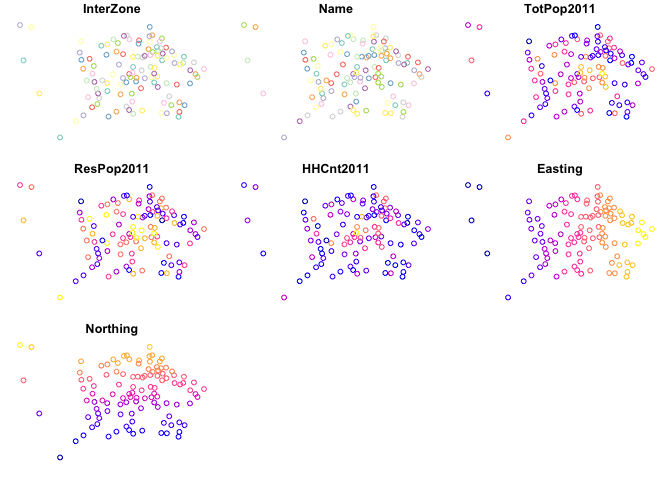 InterZone
Name
TotPop2011
ResPop2011
HHCnt2011
Easting
Northing